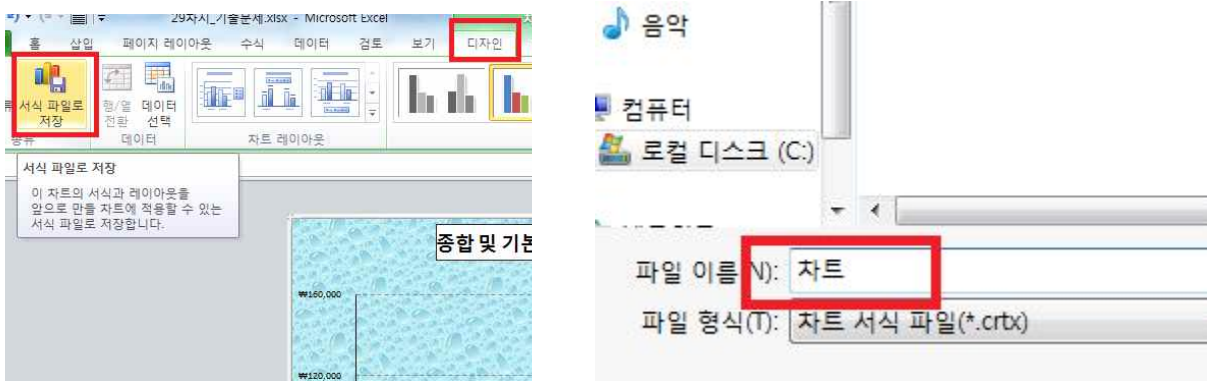 29차시_기출문제.xlsx - Microsoft Excel
홈 삽입 페이지 레이아웃 수식 데이터 검토 보기 디자인
서식 파일로 저장
행/열 전환
데이터 선택
데이터
차트 레이아웃
서식 파일로 저장
이 차트의 서식과 레이아웃을
앞으로 만들 차트에 적용할 수 있는
서식 파일로 저장합니다.
종합 및 기본
₩160,000
₩120,000
음악
컴퓨터
로컬 디스크 (C:)
파일 이름(N): 차트
파일 형식(T): 차트 서식 파일(*.crtx)